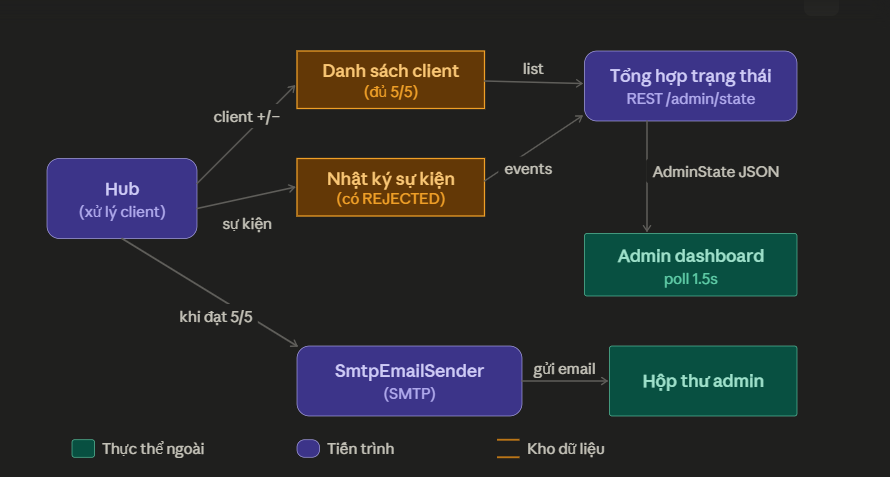 Danh sách client
(đủ 5/5)
list
Tổng hợp trạng thái
REST /admin/state
client +/−
Hub
(xử lý client)
Nhật ký sự kiện
(có REJECTED)
events
AdminState JSON
sự kiện
Admin dashboard
poll 1.5s
khi đạt 5/5
SmtpEmailSender
(SMTP)
gửi email
Hộp thư admin
Thực thể ngoài
Tiến trình
Kho dữ liệu